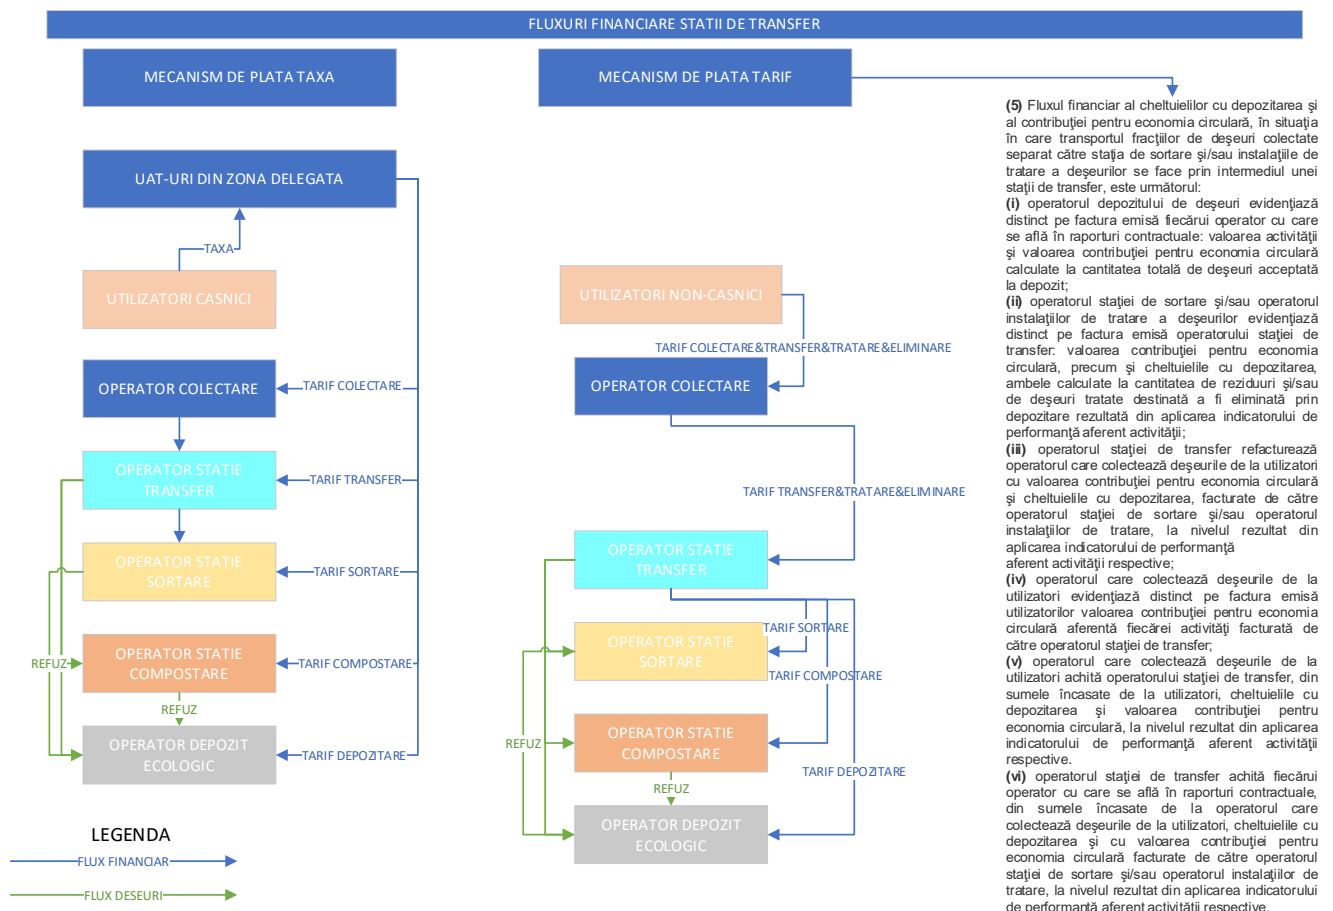 FLUXURI FINANCIARE STATII DE TRANSFER
MECANISM DE PLATA TAXA
UAT-URI DIN ZONA DELEGATA
TAXA
UTILIZATORI CASNICI
OPERATOR COLECTARE
TARIF COLECTARE
OPERATOR STATIE
TRANSFER
TARIF TRANSFER
OPERATOR STATIE
SORTARE
TARIF SORTARE
REFUZ
OPERATOR STATIE
COMPOSTARE
TARIF COMPOSTARE
REFUZ
OPERATOR DEPOZIT
ECOLOGIC
TARIF DEPOZITARE
LEGENDA
FLUX FINANCIAR
FLUX DESEURI
MECANISM DE PLATA TARIF
UTILIZATORI NON-CASNICI
TARIF COLECTARE&TRANSFER&TRATARE&ELIMINARE
OPERATOR COLECTARE
TARIF TRANSFER&TRATARE&ELIMINARE
OPERATOR STATIE
TRANSFER
TARIF SORTARE
OPERATOR STATIE
SORTARE
TARIF COMPOSTARE
REFUZ
OPERATOR STATIE
COMPOSTARE
TARIF DEPOZITARE
REFUZ
OPERATOR DEPOZIT
ECOLOGIC
(5) Fluxul financiar al cheltuielilor cu depozitarea şi
al contribuţiei pentru economia circulară, în situaţia
în care transportul fracţiilor de deşeuri colectate
separat către staţia de sortare şi/sau instalaţiile de
tratare a deşeurilor se face prin intermediul unei
staţii de transfer, este următorul:
(i) operatorul depozitului de deşeuri evidenţiază
distinct pe factura emisă fiecărui operator cu care
se află în raporturi contractuale: valoarea activităţii
şi valoarea contribuţiei pentru economia circulară
calculate la cantitatea totală de deşeuri acceptată
la depozit;
(ii) operatorul staţiei de sortare şi/sau operatorul
instalaţiilor de tratare a deşeurilor evidenţiază
distinct pe factura emisă operatorului staţiei de
transfer: valoarea contribuţiei pentru economia
circulară, precum şi cheltuielile cu depozitarea,
ambele calculate la cantitatea de reziduuri şi/sau
de deşeuri tratate destinată a fi eliminată prin
depozitare rezultată din aplicarea indicatorului de
performanţă aferent activităţii;
(iii) operatorul staţiei de transfer refacturează
operatorul care colectează deşeurile de la utilizatori
cu valoarea contribuţiei pentru economia circulară
şi cheltuielile cu depozitarea, facturate de către
operatorul staţiei de sortare şi/sau operatorul
instalaţiilor de tratare, la nivelul rezultat din
aplicarea indicatorului de performanţă
aferent activităţii respective;
(iv) operatorul care colectează deşeurile de la
utilizatori evidenţiază distinct pe factura emisă
utilizatorilor valoarea contribuţiei pentru economia
circulară aferentă fiecărei activităţi facturată de
către operatorul staţiei de transfer;
(v) operatorul care colectează deşeurile de la
utilizatori achită operatorului staţiei de transfer, din
sumele încasate de la utilizatori, cheltuielile cu
depozitarea şi valoarea contribuţiei pentru
economia circulară, la nivelul rezultat din aplicarea
indicatorului de performanţă aferent activităţii
respective.
(vi) operatorul staţiei de transfer achită fiecărui
operator cu care se află în raporturi contractuale,
din sumele încasate de la operatorul care
colectează deşeurile de la utilizatori, cheltuielile cu
depozitarea şi cu valoarea contribuţiei pentru
economia circulară facturate de către operatorul
staţiei de sortare şi/sau operatorul instalaţiilor de
tratare, la nivelul rezultat din aplicarea indicatorului
de performanţă aferent activităţii respective.